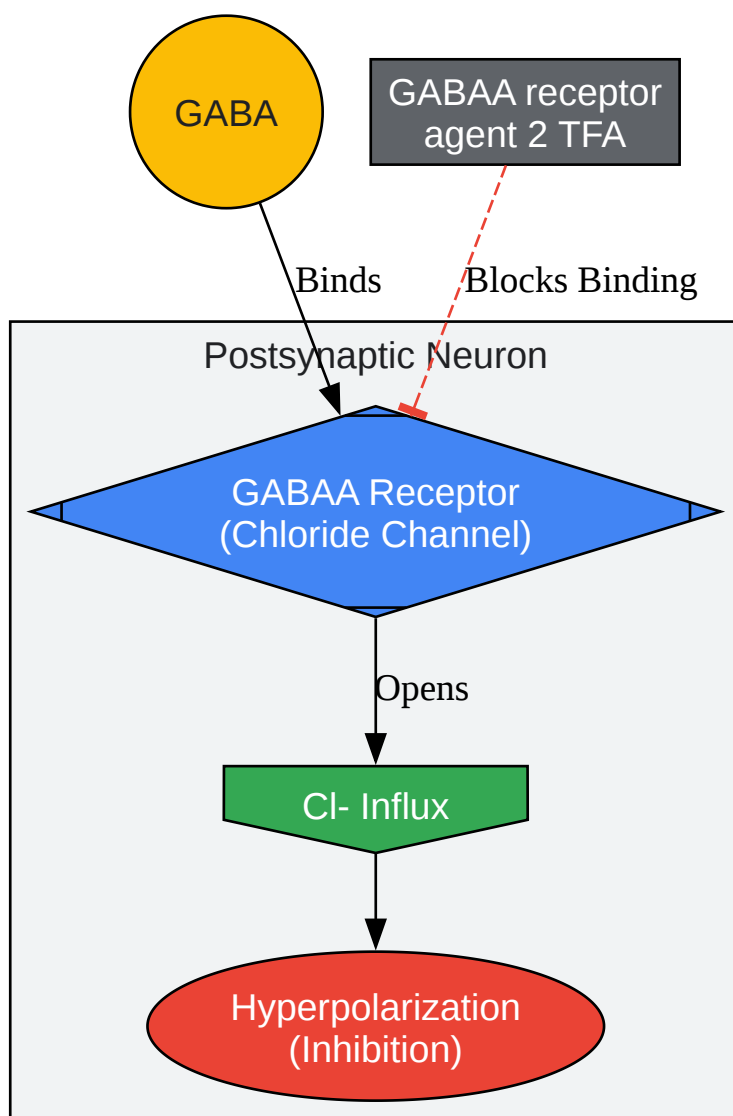 GABA
GABAA receptor
agent 2 TFA
Binds
Blocks Binding
Postsynaptic Neuron
GABAA Receptor
(Chloride Channel)
Opens
Cl- Influx
Hyperpolarization
(Inhibition)